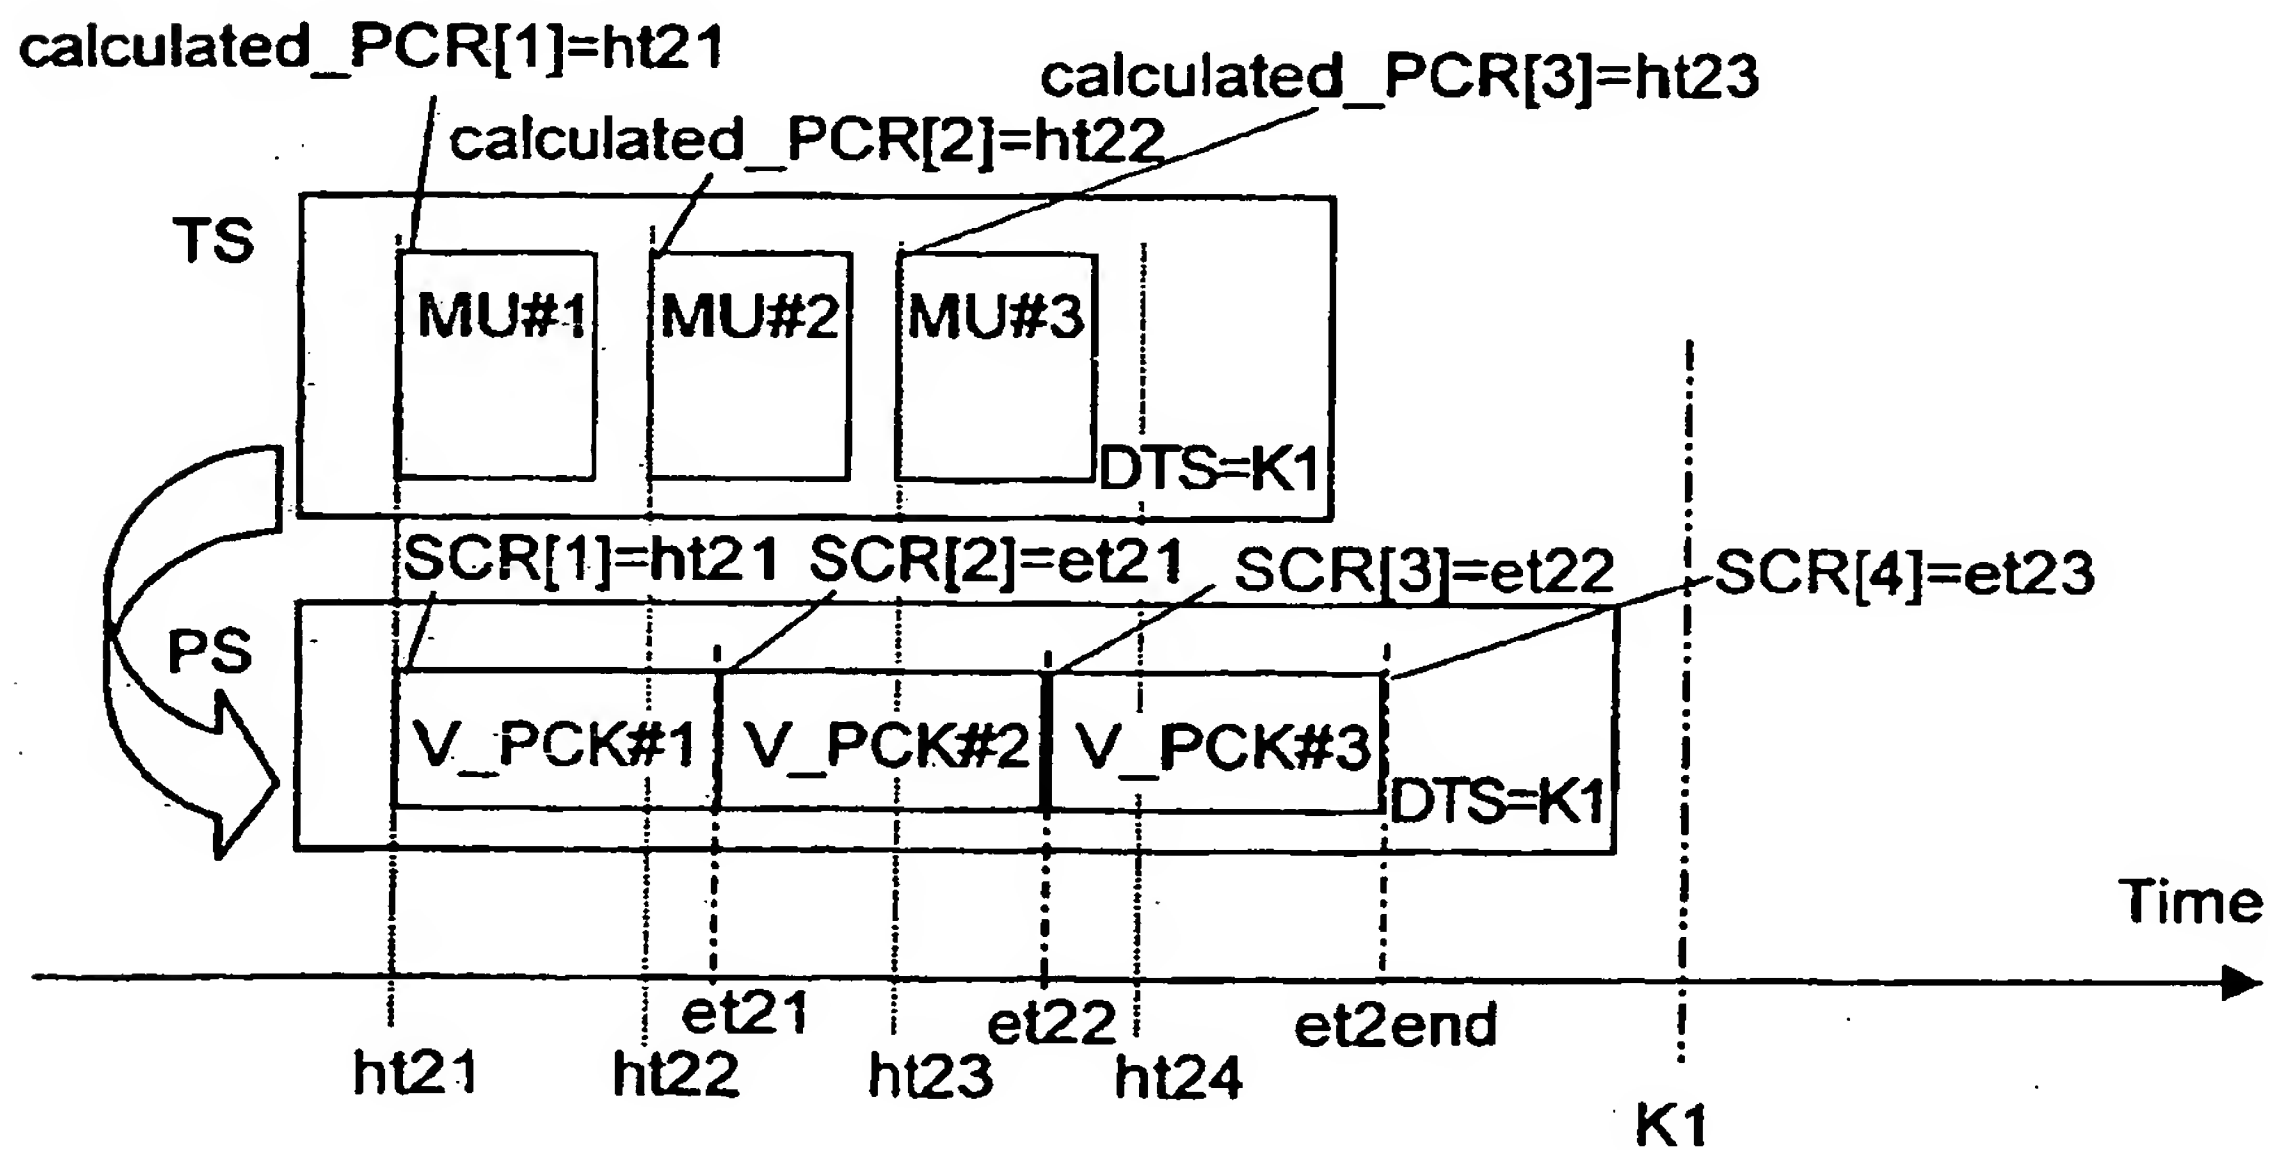 calculated_PCR[1]=ht21
calculated_PCR[3]=ht23
calculated_PCR[2]=ht22
TS
MU#1
MU#2
MU#3
DTS=K1
SCR[1]=ht21
SCR[2]=et21
SCR[3]=et22
SCR[4]=et23
PS
V_PCK#1
V_PCK#2
V_PCK#3
DTS=K1
Time
et21
et22
et2end
ht21
ht22
ht23
ht24
K1